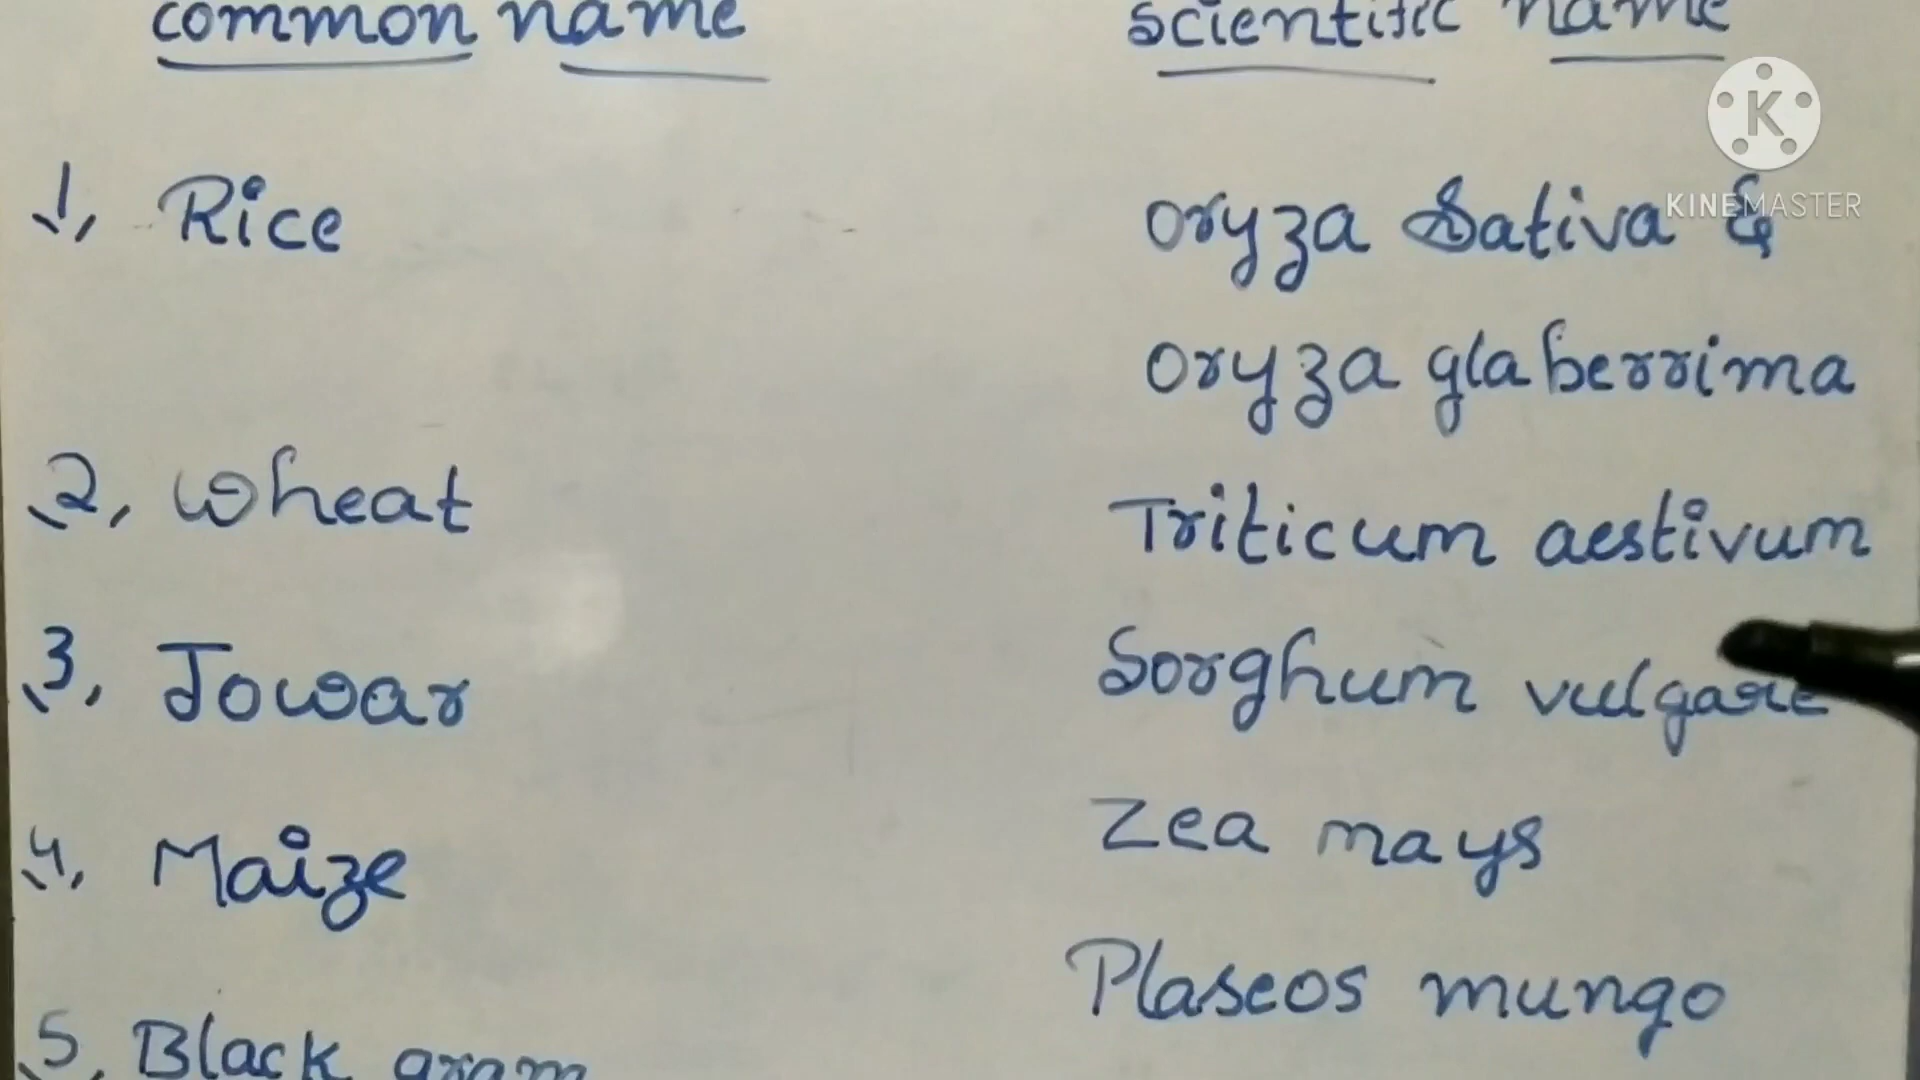 common name scientific name
1, Rice oryza Sativa &
oryza glaberrima
2, wheat Triticum aestivum
3, Jowar Sorghum vulgare
4, Maize Zea mays
5, Black gram Plaseos mungo
K
KINEMASTER